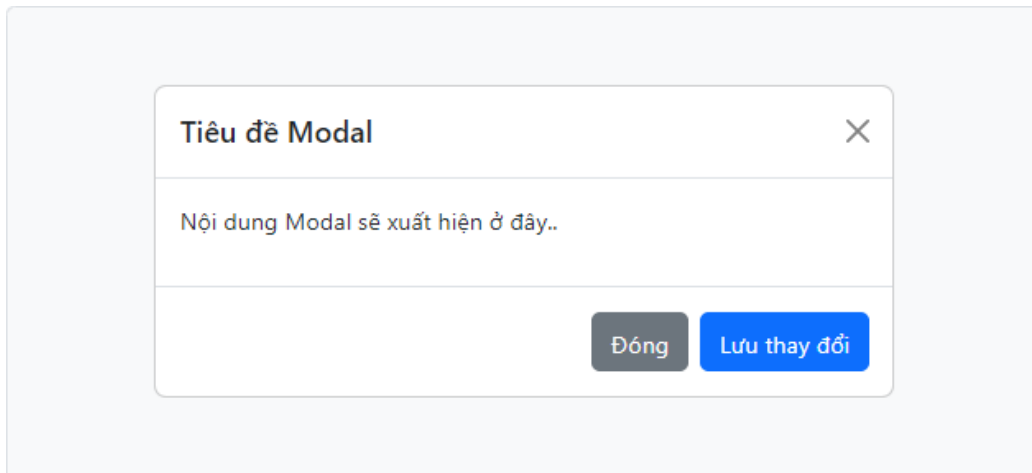 Tiêu đề Modal
Nội dung Modal sẽ xuất hiện ở đây..
Đóng
Lưu thay đổi